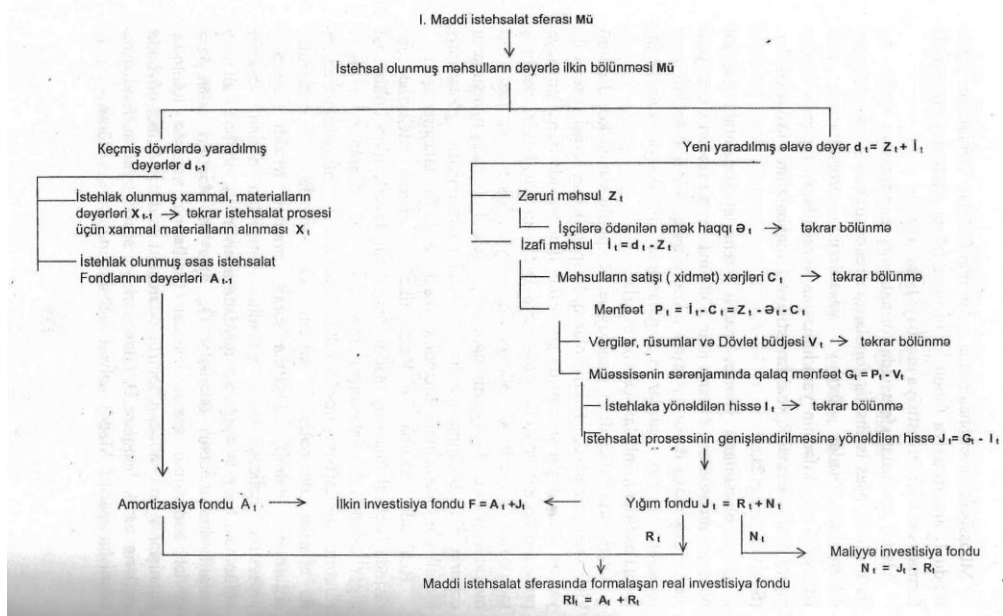 I. Maddi istehsalat sferası Mü
İstehsal olunmuş məhsulların dəyərlə ilkin bölünməsi Mü
Keçmiş dövrlərdə yaradılmış
dəyərlər d t-1
İstehlak olunmuş xammal, materialların
dəyərləri X t-1 → təkrar istehsalat prosesi
üçün xammal materialların alınması X t
İstehlak olunmuş əsas istehsalat
Fondlarının dəyərləri A t-1
Yeni yaradılmış əlavə dəyər d t = Z t + İ t
Zəruri məhsul Z t
İşçilərə ödənilən əmək haqqı Ə t → təkrar bölünmə
İzafi məhsul İ t = d t - Z t
Məhsulların satışı ( xidmət) xərjləri C t → təkrar bölünmə
Mənfəət P t = İ t - C t = Z t - Ə t - C t
Vergilər, rüsumlar və Dövlət büdjəsi V t → təkrar bölünmə
Müəssisənin sərənjamında qalaq mənfəət G t = P t - V t
İstehlaka yönəldilən hissə I t → təkrar bölünmə
İstehsalat prosessinin genişləndirilməsinə yönəldilən hissə J t = G t - I t
Amortizasiya fondu A t → İlkin investisiya fondu F = A t +J t ← Yığım fondu J t = R t + N t
R t N t
Maliyyə investisiya fondu
N t = J t - R t
Maddi istehsalat sferasında formalaşan real investisiya fondu
RI t = A t + R t